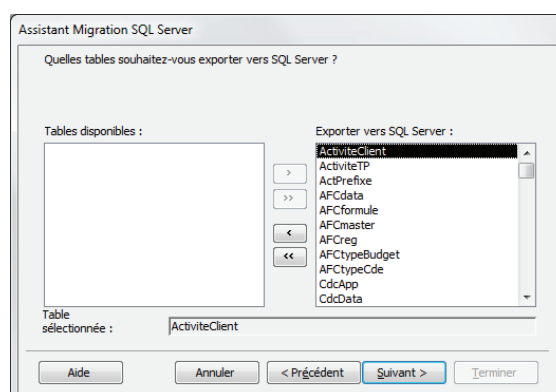 Assistant Migration SQL Server
Quelles tables souhaitez-vous exporter vers SQL Server ?
Tables disponibles :
Exporter vers SQL Server :
ActiviteClient
ActiviteTP
ActPrefixe
AFCdata
AFCformule
AFCmaster
AFCreg
AFCtypeBudget
AFCtypeCde
CdcApp
CdcData
>
>>
<
<<
Table
sélectionnée :
ActiviteClient
Aide
Annuler
< Précédent
Suivant >
Terminer